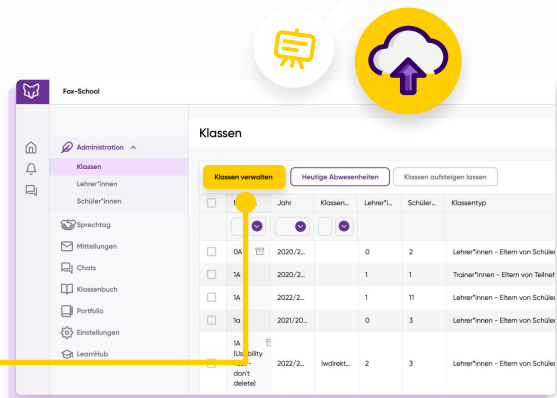 Fox-School
Klassen
Administration
Klassen
Lehrer*innen
Schüler*innen
Sprechtag
Mitteilungen
Chats
Klassenbuch
Portfolio
Einstellungen
LearnHub
Klassen verwalten
Heutige Abwesenheiten
Klassen aufsteigen lassen
Jahr Klassen... Lehrer*i... Schüler... Klassentyp
0A 2020/2... 0 2 Lehrer*innen - Eltern von Schüler
1A 2020/2... 1 1 Trainer*innen - Eltern von Teilneh
1A 2022/2... 1 11 Lehrer*innen - Eltern von Schüler
1a 2021/20... 0 3 Lehrer*innen - Eltern von Schüler
1A
don't
delete) 2022/2... lwdirekt... 2 3 Lehrer*innen - Eltern von Schüler